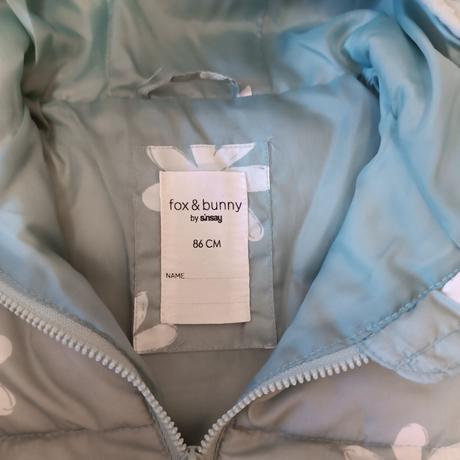 fox & bunny
by sinsay
86 CM
NAME